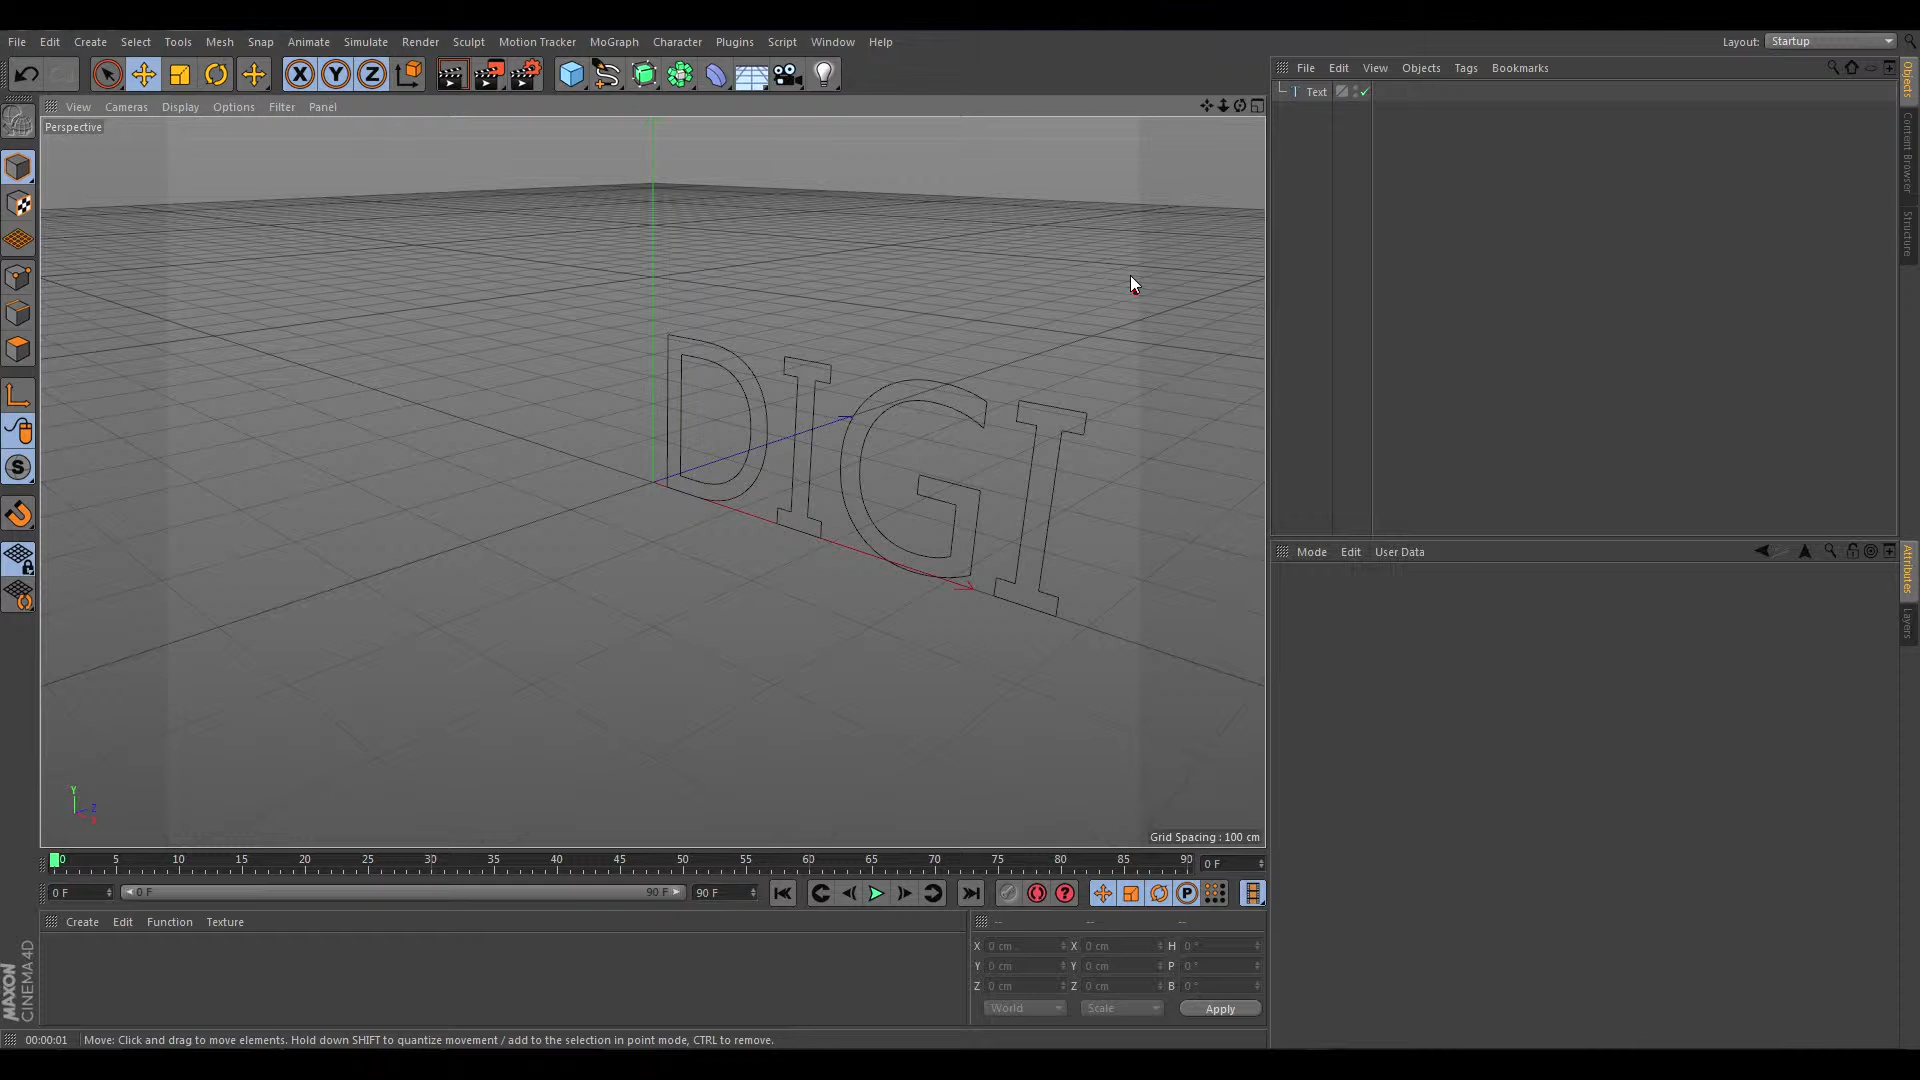 File Edit Create Select Tools Mesh Snap Animate Simulate Render Sculpt Motion Tracker MoGraph Character Plugins Script Window Help
Layout: Startup
File Edit View Objects Tags Bookmarks
Objects
Text
View Cameras Display Options Filter Panel
Perspective
Content Browser
Structure
DIGI
Mode Edit User Data
Attributes
Layers
Y
Z
X
Grid Spacing : 100 cm
0 5 10 15 20 25 30 35 40 45 50 55 60 65 70 75 80 85 90 0 F
0 F 0 F 90 F 90 F
Create Edit Function Texture
-- -- --
X 0 cm X 0 cm H 0 °
Y 0 cm Y 0 cm P 0 °
Z 0 cm Z 0 cm B 0 °
World Scale Apply
MAXON
CINEMA 4D
00:00:01 Move: Click and drag to move elements. Hold down SHIFT to quantize movement / add to the selection in point mode, CTRL to remove.